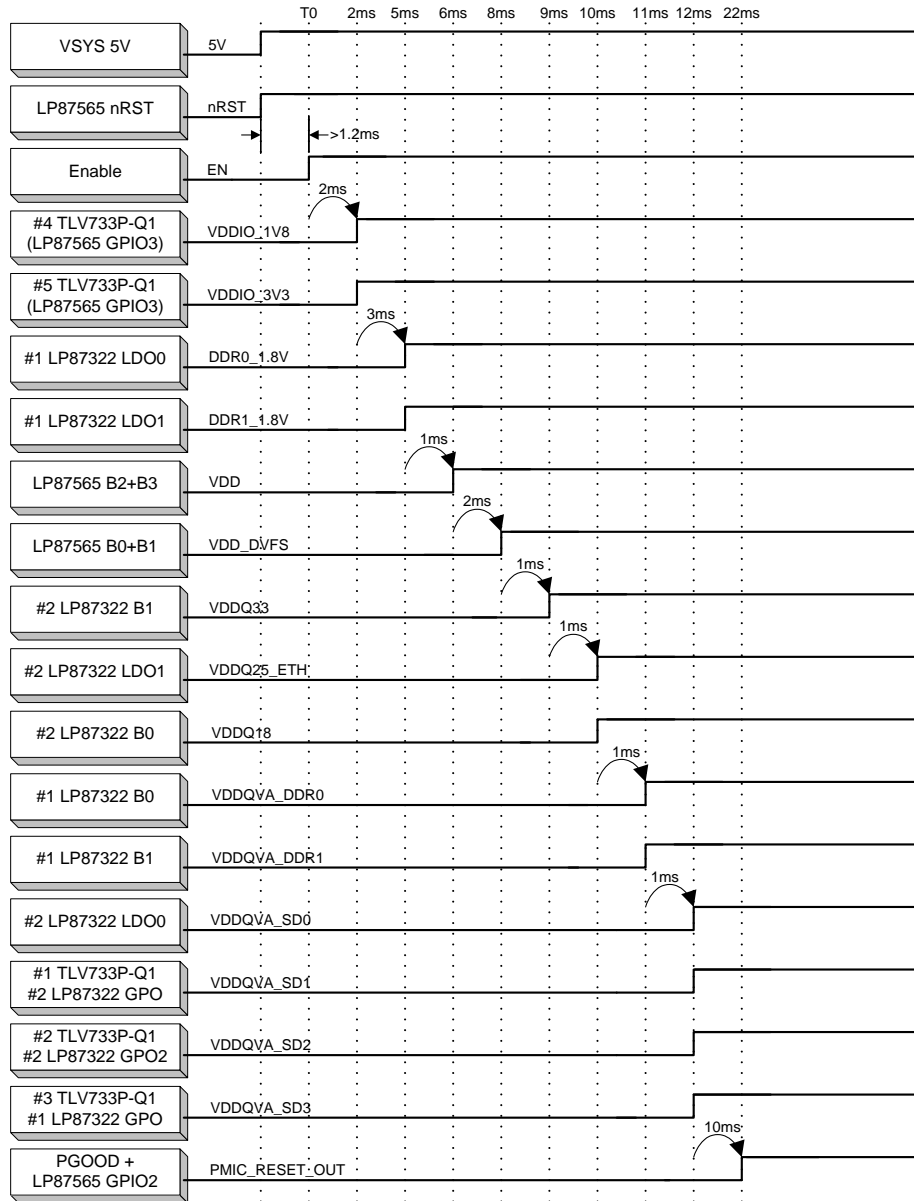 T0 2ms 5ms 6ms 8ms 9ms 10ms 11ms 12ms 22ms
VSYS 5V 5V
LP87565 nRST nRST
>1.2ms
Enable EN
2ms
#4 TLV733P-Q1
(LP87565 GPIO3) VDDIO_1V8
#5 TLV733P-Q1
(LP87565 GPIO3) VDDIO_3V3
3ms
#1 LP87322 LDO0 DDR0_1.8V
#1 LP87322 LDO1 DDR1_1.8V
1ms
LP87565 B2+B3 VDD
2ms
LP87565 B0+B1 VDD_DVFS
1ms
#2 LP87322 B1 VDDQ33
1ms
#2 LP87322 LDO1 VDDQ25_ETH
#2 LP87322 B0 VDDQ18
1ms
#1 LP87322 B0 VDDQVA_DDR0
#1 LP87322 B1 VDDQVA_DDR1
1ms
#2 LP87322 LDO0 VDDQVA_SD0
#1 TLV733P-Q1
#2 LP87322 GPO VDDQVA_SD1
#2 TLV733P-Q1
#2 LP87322 GPO2 VDDQVA_SD2
#3 TLV733P-Q1
#1 LP87322 GPO VDDQVA_SD3
10ms
PGOOD +
LP87565 GPIO2 PMIC_RESET_OUT